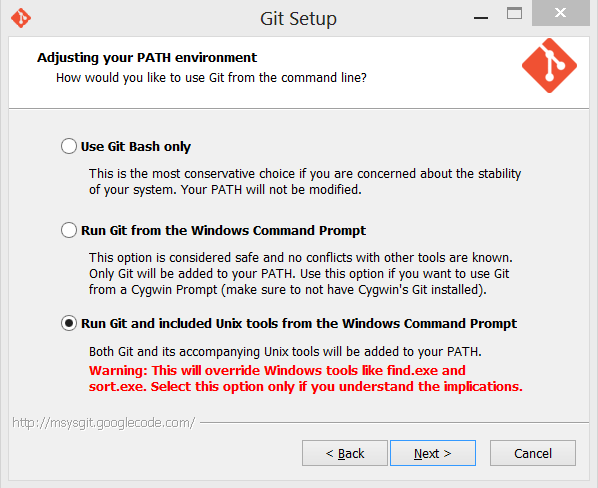 Git Setup
Adjusting your PATH environment
How would you like to use Git from the command line?
Use Git Bash only
This is the most conservative choice if you are concerned about the stability
of your system. Your PATH will not be modified.
Run Git from the Windows Command Prompt
This option is considered safe and no conflicts with other tools are known.
Only Git will be added to your PATH. Use this option if you want to use Git
from a Cygwin Prompt (make sure to not have Cygwin's Git installed).
Run Git and included Unix tools from the Windows Command Prompt
Both Git and its accompanying Unix tools will be added to your PATH.
Warning: This will override Windows tools like find.exe and
sort.exe. Select this option only if you understand the implications.
http://msysgit.googlecode.com/
< Back
Next >
Cancel